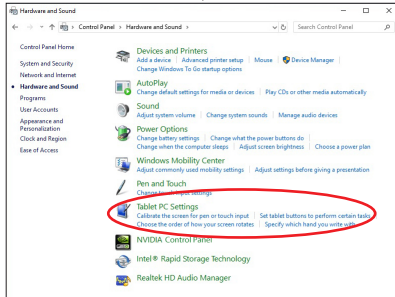 Hardware and Sound
Control Panel > Hardware and Sound >
Search Control Panel
Control Panel Home
System and Security
Network and Internet
Hardware and Sound
Programs
User Accounts
Appearance and
Personalization
Clock and Region
Ease of Access
Devices and Printers
Add a device | Advanced printer setup | Mouse | Device Manager |
Change Windows To Go startup options
AutoPlay
Change default settings for media or devices | Play CDs or other media automatically
Sound
Adjust system volume | Change system sounds | Manage audio devices
Power Options
Change battery settings | Change what the power buttons do |
Change when the computer sleeps | Adjust screen brightness | Choose a power plan
Windows Mobility Center
Adjust commonly used mobility settings | Adjust settings before giving a presentation
Pen and Touch
Change touch input settings
Tablet PC Settings
Calibrate the screen for pen or touch input | Set tablet buttons to perform certain tasks
Choose the order of how your screen rotates | Specify which hand you write with
NVIDIA Control Panel
Intel® Rapid Storage Technology
Realtek HD Audio Manager